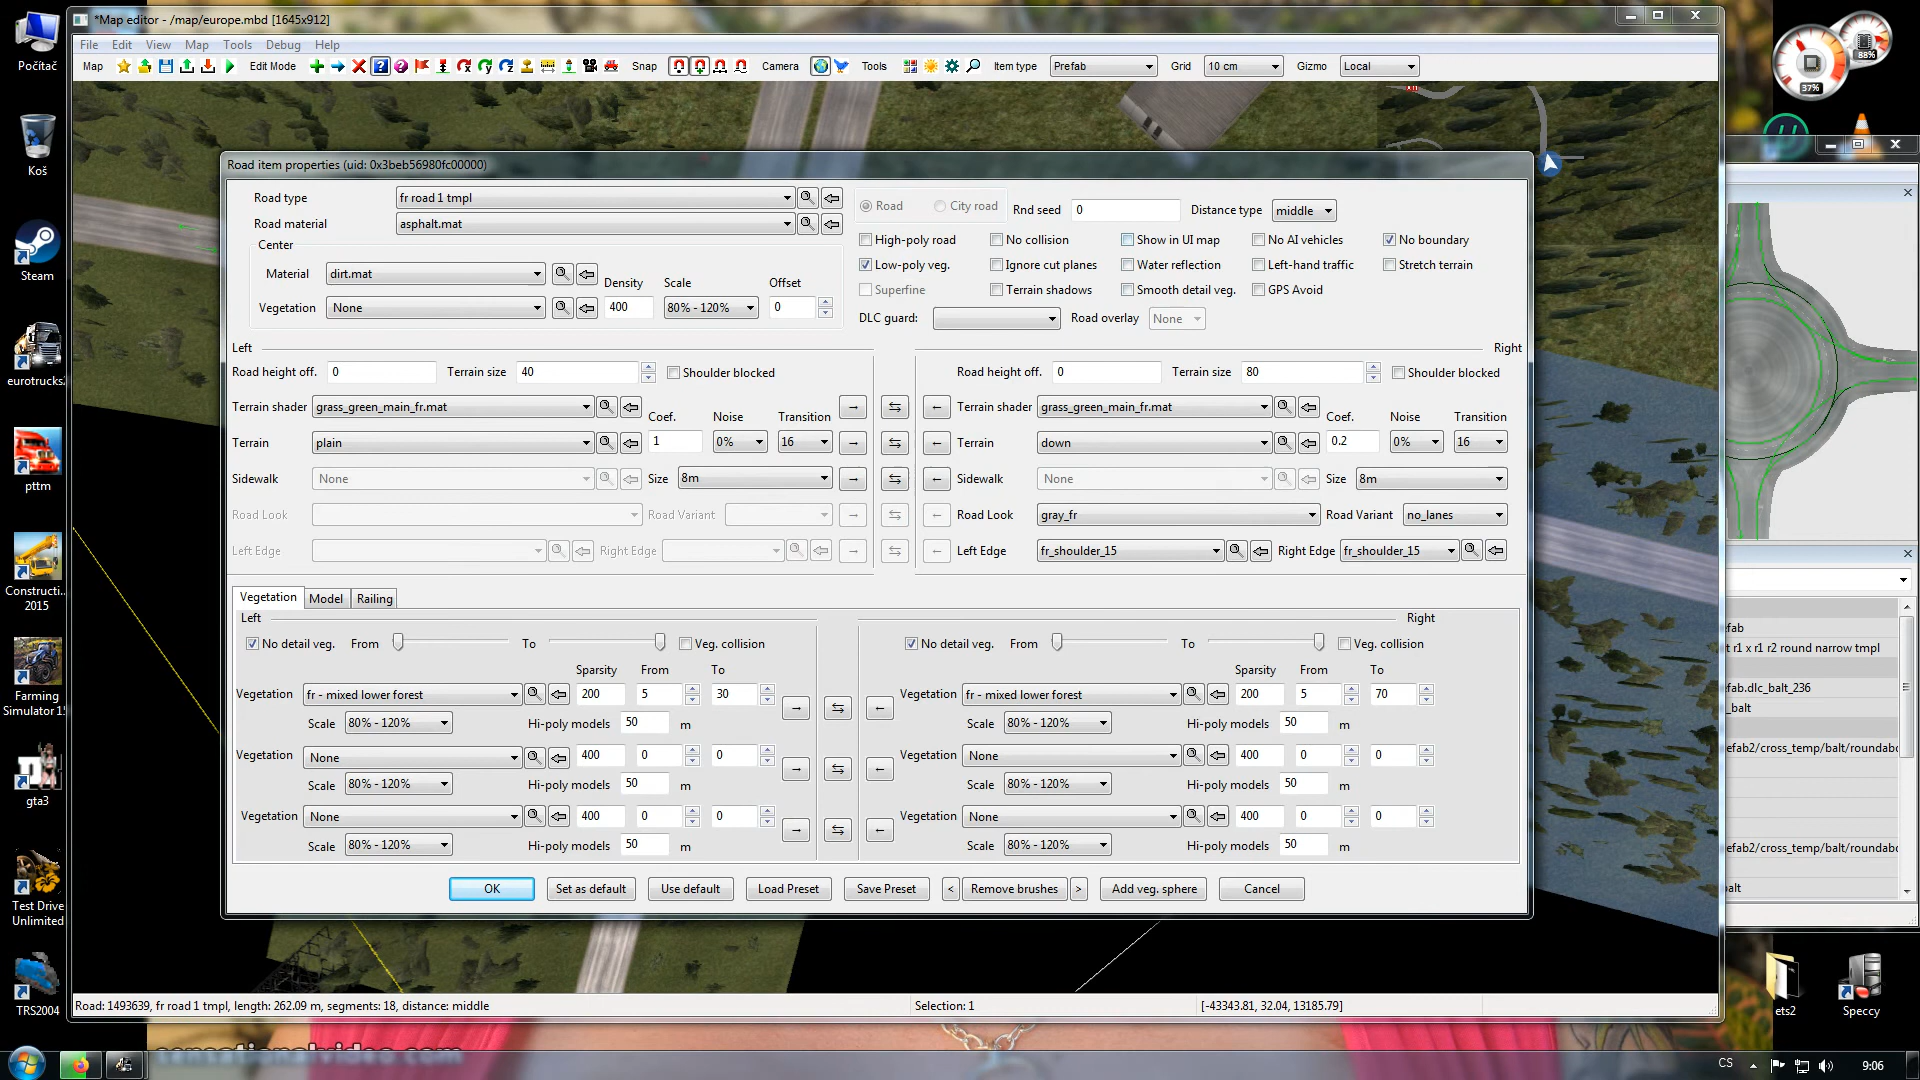 *Map editor - /map/europe.mbd [1645x912]
File Edit View Map Tools Debug Help
Map Edit Mode Snap Camera Tools Item type Prefab Grid 10 cm Gizmo Local
Road item properties (uid: 0x3beb56980fc00000)
Road type fr road 1 tmpl
Road material asphalt.mat
Road City road Rnd seed 0 Distance type middle
High-poly road No collision Show in UI map No AI vehicles No boundary
Low-poly veg. Ignore cut planes Water reflection Left-hand traffic Stretch terrain
Superfine Terrain shadows Smooth detail veg. GPS Avoid
DLC guard: Road overlay None
Center
Material dirt.mat Density Scale Offset
Vegetation None 400 80% - 120% 0
Left
Road height off. 0 Terrain size 40 Shoulder blocked
Terrain shader grass_green_main_fr.mat Coef. Noise Transition
Terrain plain 1 0% 16
Sidewalk None Size 8m
Road Look Road Variant
Left Edge Right Edge
Right
Road height off. 0 Terrain size 80 Shoulder blocked
Terrain shader grass_green_main_fr.mat Coef. Noise Transition
Terrain down 0.2 0% 16
Sidewalk None Size 8m
Road Look gray_fr Road Variant no_lanes
Left Edge fr_shoulder_15 Right Edge fr_shoulder_15
Vegetation Model Railing
Left
No detail veg. From To Veg. collision
Sparsity From To
Vegetation fr - mixed lower forest 200 5 30
Scale 80% - 120% Hi-poly models 50 m
Vegetation None 400 0 0
Scale 80% - 120% Hi-poly models 50 m
Vegetation None 400 0 0
Scale 80% - 120% Hi-poly models 50 m
Right
No detail veg. From To Veg. collision
Sparsity From To
Vegetation fr - mixed lower forest 200 5 70
Scale 80% - 120% Hi-poly models 50 m
Vegetation None 400 0 0
Scale 80% - 120% Hi-poly models 50 m
Vegetation None 400 0 0
Scale 80% - 120% Hi-poly models 50 m
OK Set as default Use default Load Preset Save Preset < Remove brushes > Add veg. sphere Cancel
Road: 1493639, fr road 1 tmpl, length: 262.09 m, segments: 18, distance: middle
Selection: 1
[-43343.81, 32.04, 13185.79]
Počítač
Koš
Steam
eurotrucks2
pttm
Constructi...
2015
Farming
Simulator 15
gta3
Test Drive
Unlimited
TRS2004
37%
88%
efab
t r1 x r1 r2 round narrow tmpl
efab.dlc_balt_236
_balt
efab2/cross_temp/balt/roundabo
efab2/cross_temp/balt/roundabo
alt
ets2
Speccy
CS
9:06